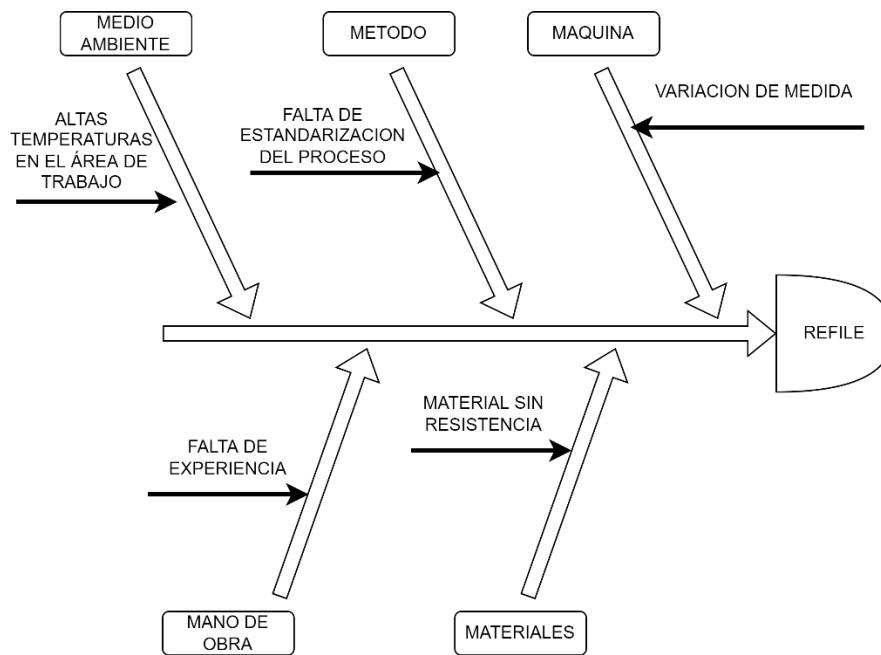 MEDIO
AMBIENTE
METODO
MAQUINA
ALTAS
TEMPERATURAS
EN EL ÁREA DE
TRABAJO
FALTA DE
ESTANDARIZACION
DEL PROCESO
VARIACION DE MEDIDA
REFILE
FALTA DE
EXPERIENCIA
MATERIAL SIN
RESISTENCIA
MANO DE
OBRA
MATERIALES